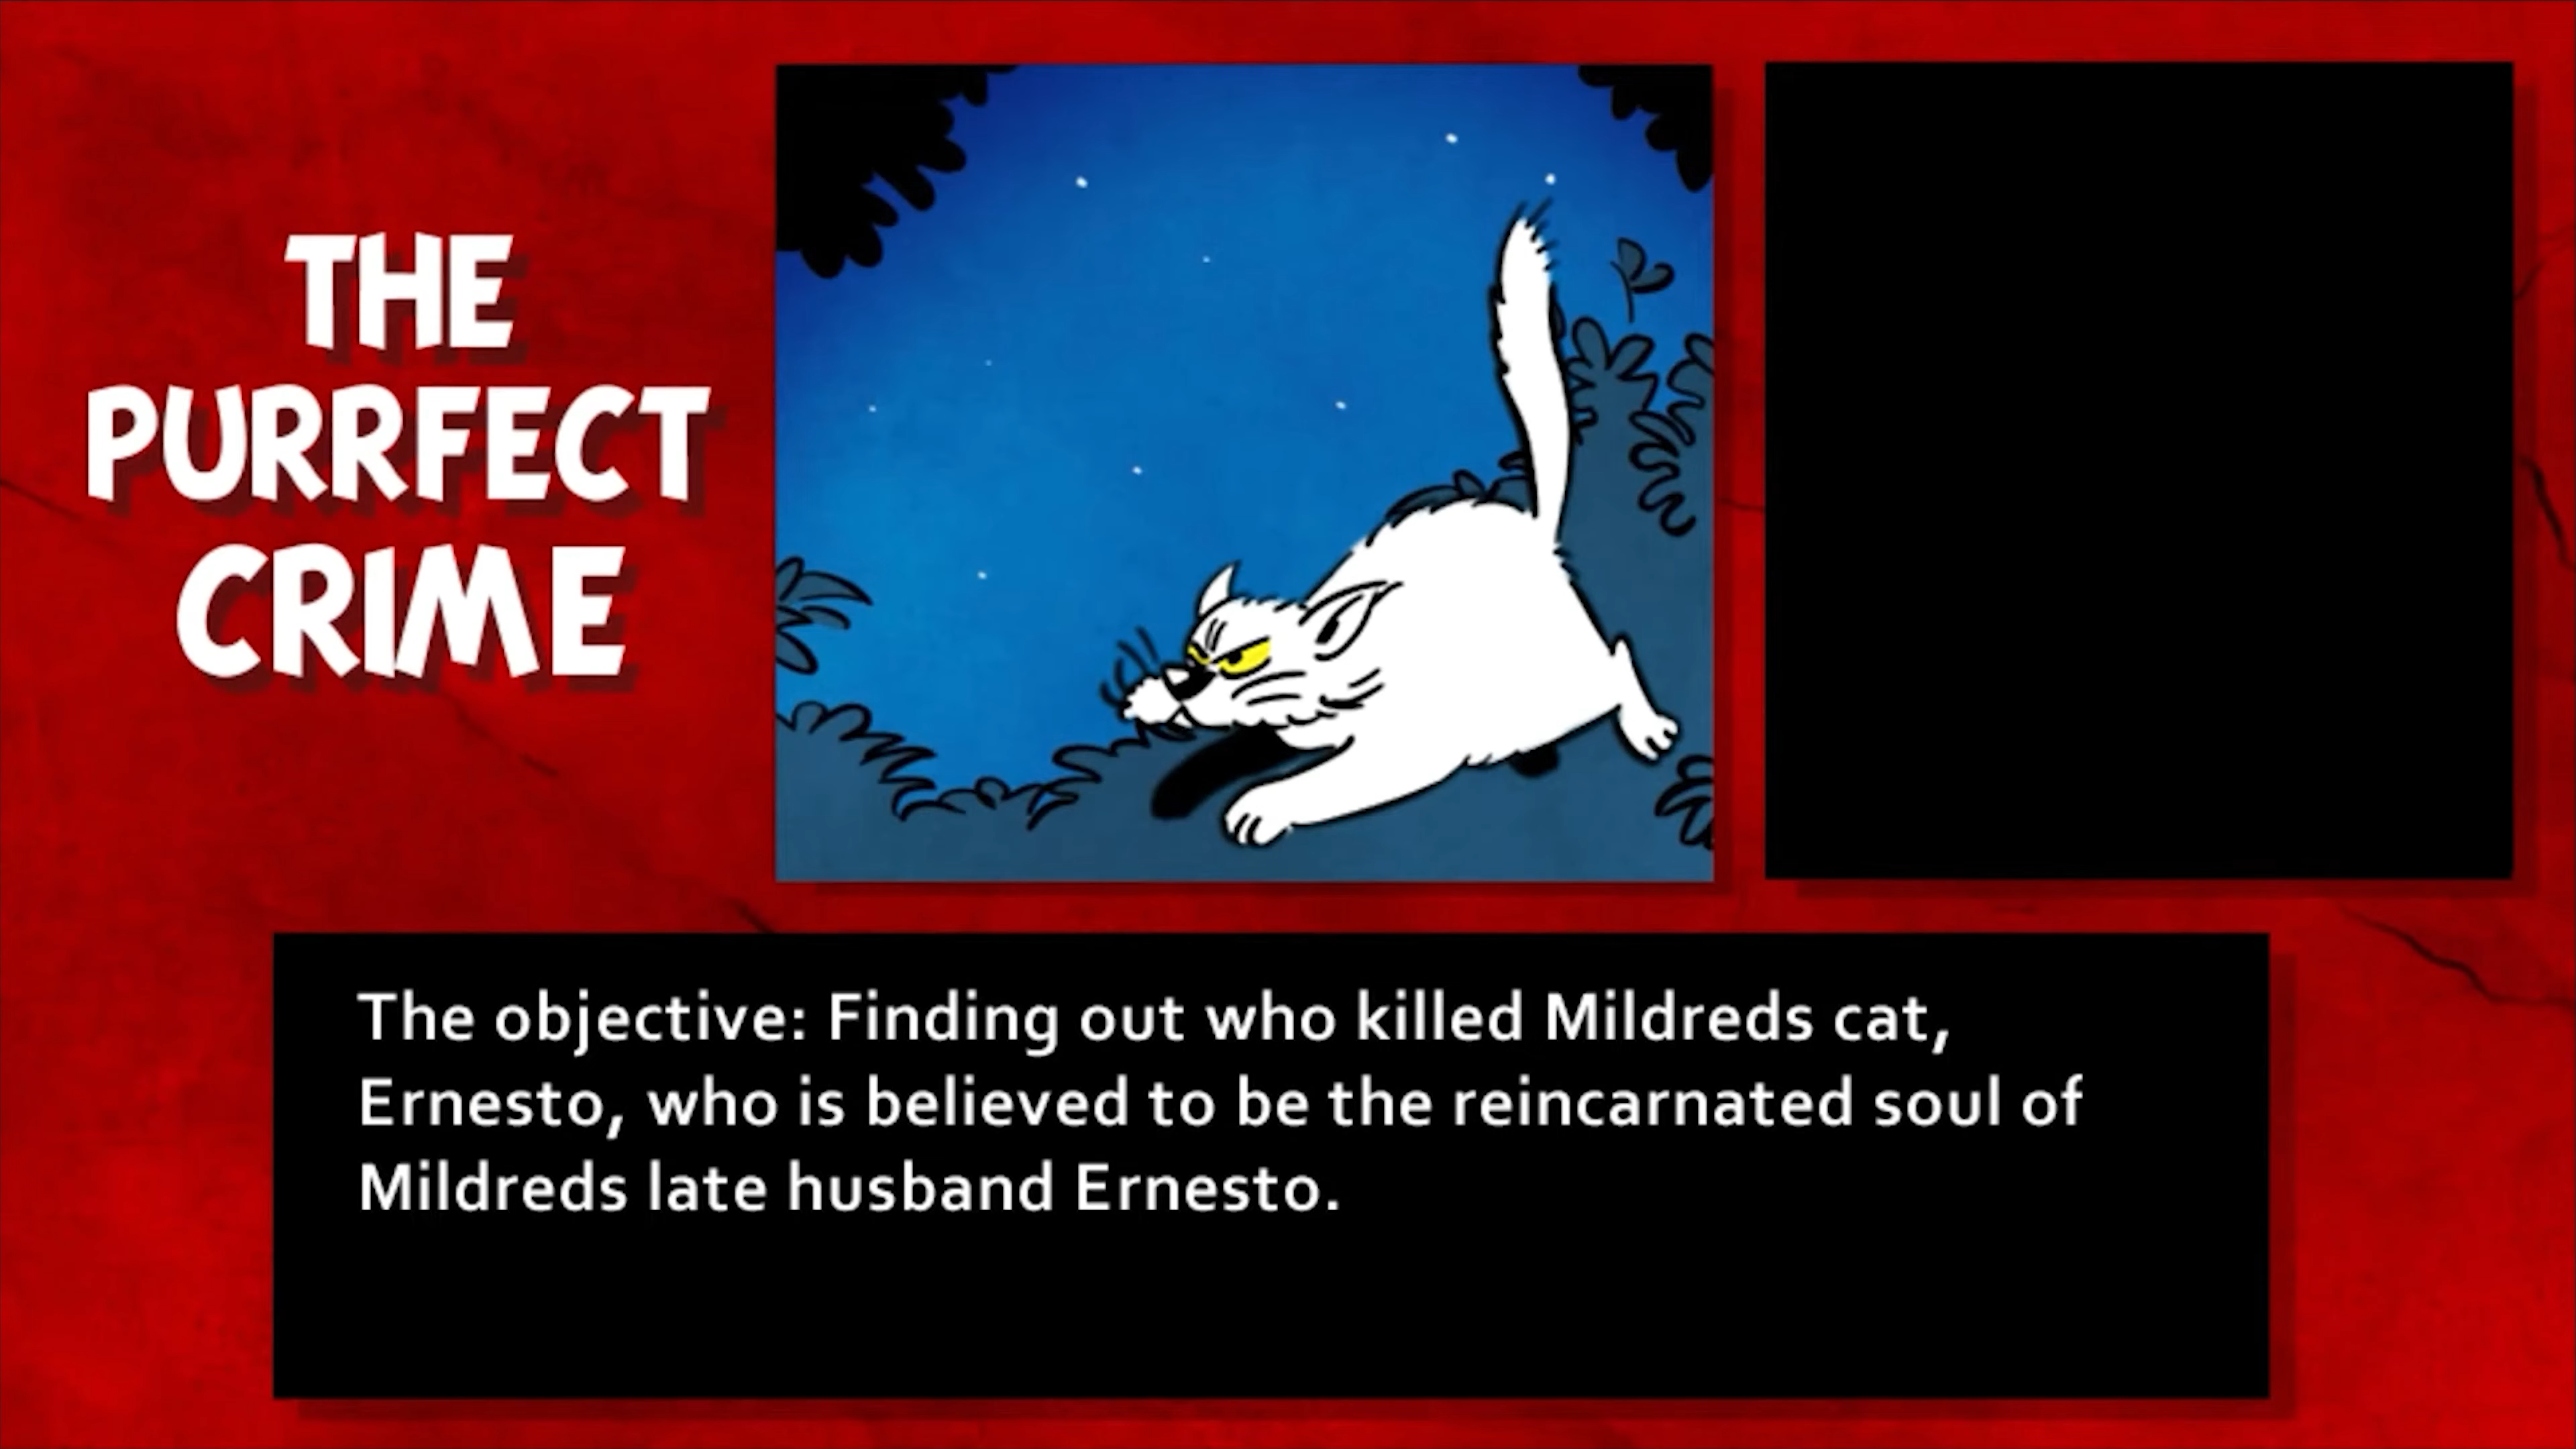 THE
PURRFECT
CRIME
The objective: Finding out who killed Mildreds cat,
Ernesto, who is believed to be the reincarnated soul of
Mildreds late husband Ernesto.